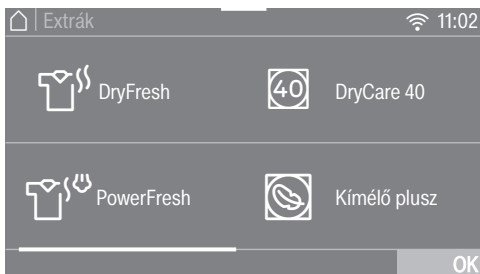 Extrák 11:02
DryFresh
40 DryCare 40
PowerFresh
Kímélő plusz
OK